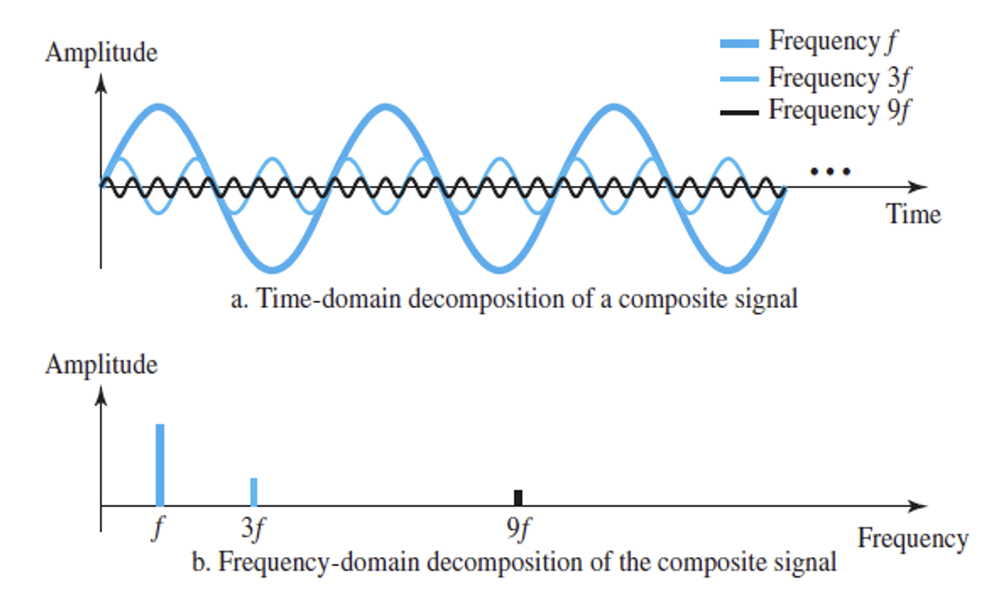 Amplitude
Frequency f
Frequency 3f
Frequency 9f
Time
a. Time-domain decomposition of a composite signal
Amplitude
f
3f
9f
Frequency
b. Frequency-domain decomposition of the composite signal